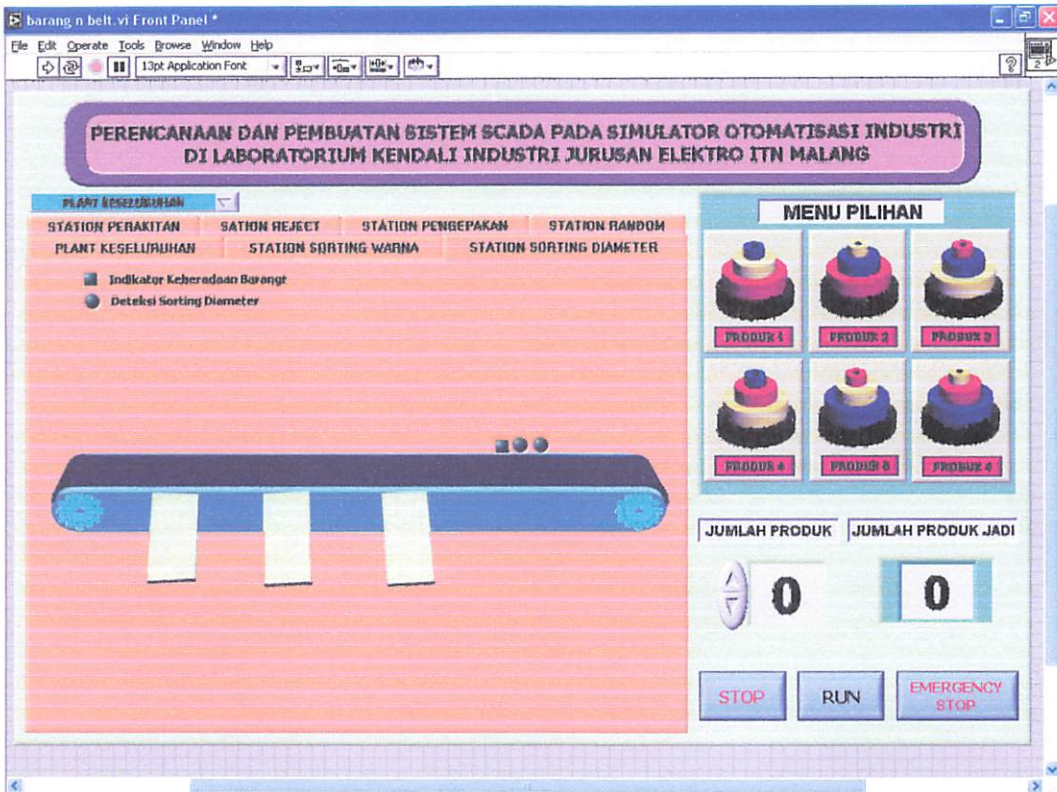 barang n belt.vi Front Panel *
File Edit Operate Tools Browse Window Help
13pt Application Font
2
PERENCANAAN DAN PEMBUATAN SISTEM SCADA PADA SIMULATOR OTOMATISASI INDUSTRI
DI LABORATORIUM KENDALI INDUSTRI JURUSAN ELEKTRO ITN MALANG
PLANT KESELURUHAN
STATION PERAKITAN SATION REJECT STATION PENGEPAKAN STATION RANDOM
PLANT KESELURUHAN STATION SORTING WARNA STATION SORTING DIAMETER
Indikator Keberadaan Barangt
Deteksi Sorting Diameter
MENU PILIHAN
PRODUK 1 PRODUK 2 PRODUK 3
PRODUK 4 PRODUK 5 PRODUK 6
JUMLAH PRODUK JUMLAH PRODUK JADI
0 0
STOP RUN EMERGENCY
STOP